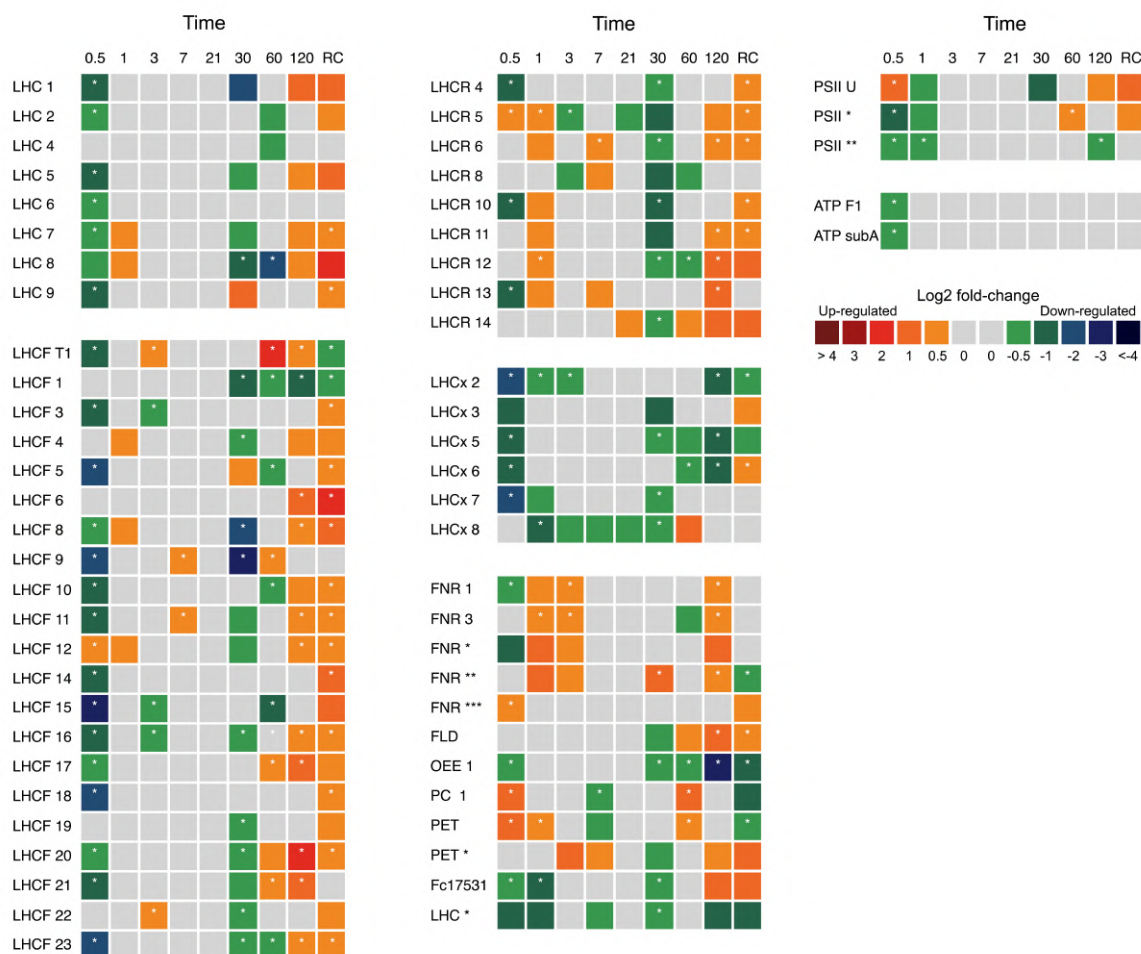 Time
0.5 1 3 7 21 30 60 120 RC
LHC 1
LHC 2
LHC 4
LHC 5
LHC 6
LHC 7
LHC 8
LHC 9
LHCF T1
LHCF 1
LHCF 3
LHCF 4
LHCF 5
LHCF 6
LHCF 8
LHCF 9
LHCF 10
LHCF 11
LHCF 12
LHCF 14
LHCF 15
LHCF 16
LHCF 17
LHCF 18
LHCF 19
LHCF 20
LHCF 21
LHCF 22
LHCF 23
Time
0.5 1 3 7 21 30 60 120 RC
LHCR 4
LHCR 5
LHCR 6
LHCR 8
LHCR 10
LHCR 11
LHCR 12
LHCR 13
LHCR 14
LHCx 2
LHCx 3
LHCx 5
LHCx 6
LHCx 7
LHCx 8
FNR 1
FNR 3
FNR *
FNR **
FNR ***
FLD
OEE 1
PC 1
PET
PET *
Fc17531
LHC *
Time
0.5 1 3 7 21 30 60 120 RC
PSII U
PSII *
PSII **
ATP F1
ATP subA
Log2 fold-change
Up-regulated Down-regulated
> 4 3 2 1 0.5 0 0 -0.5 -1 -2 -3 <-4